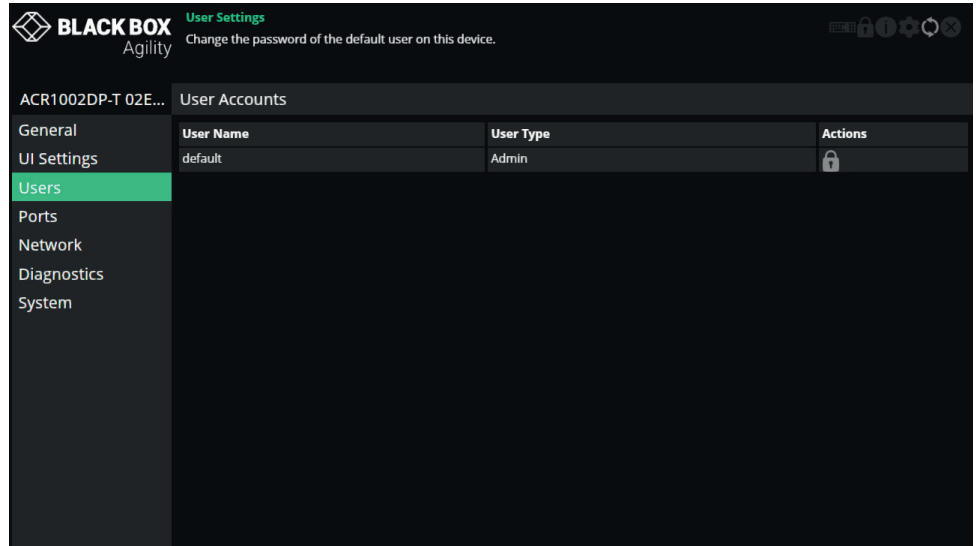 BLACK BOX
Agility
User Settings
Change the password of the default user on this device.
ACR1002DP-T 02E...
General
UI Settings
Users
Ports
Network
Diagnostics
System
User Accounts
User Name User Type Actions
default Admin